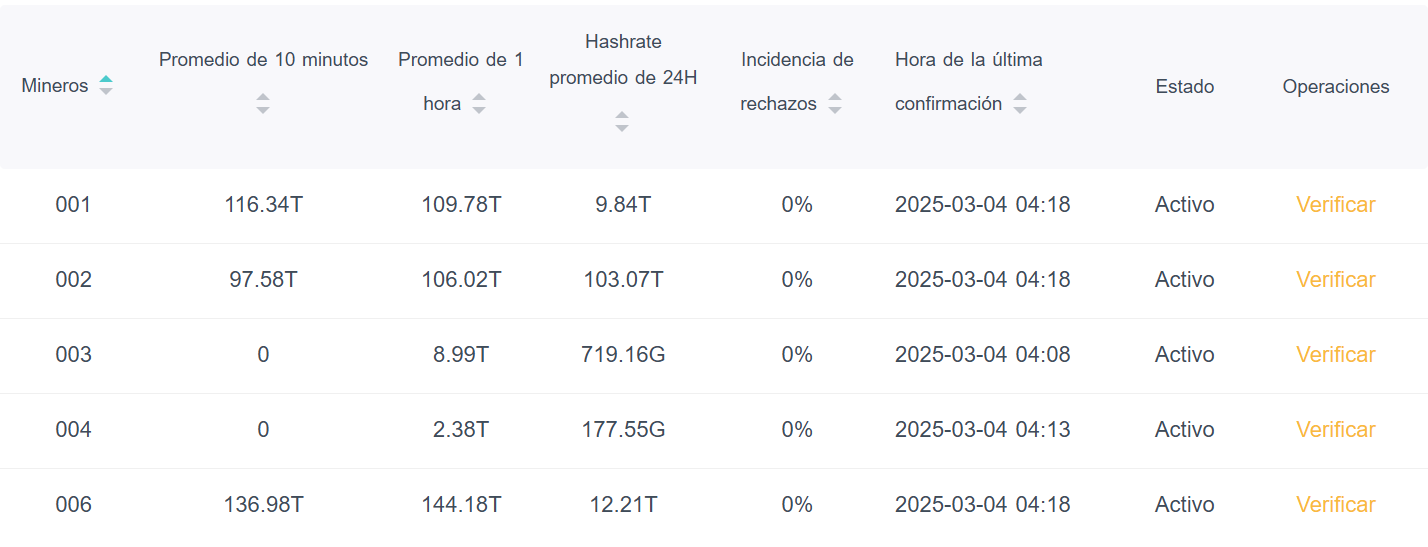 Mineros
Promedio de 10 minutos
Promedio de 1
hora
Hashrate
promedio de 24H
Incidencia de
rechazos
Hora de la última
confirmación
Estado
Operaciones
001 116.34T 109.78T 9.84T 0% 2025-03-04 04:18 Activo Verificar
002 97.58T 106.02T 103.07T 0% 2025-03-04 04:18 Activo Verificar
003 0 8.99T 719.16G 0% 2025-03-04 04:08 Activo Verificar
004 0 2.38T 177.55G 0% 2025-03-04 04:13 Activo Verificar
006 136.98T 144.18T 12.21T 0% 2025-03-04 04:18 Activo Verificar